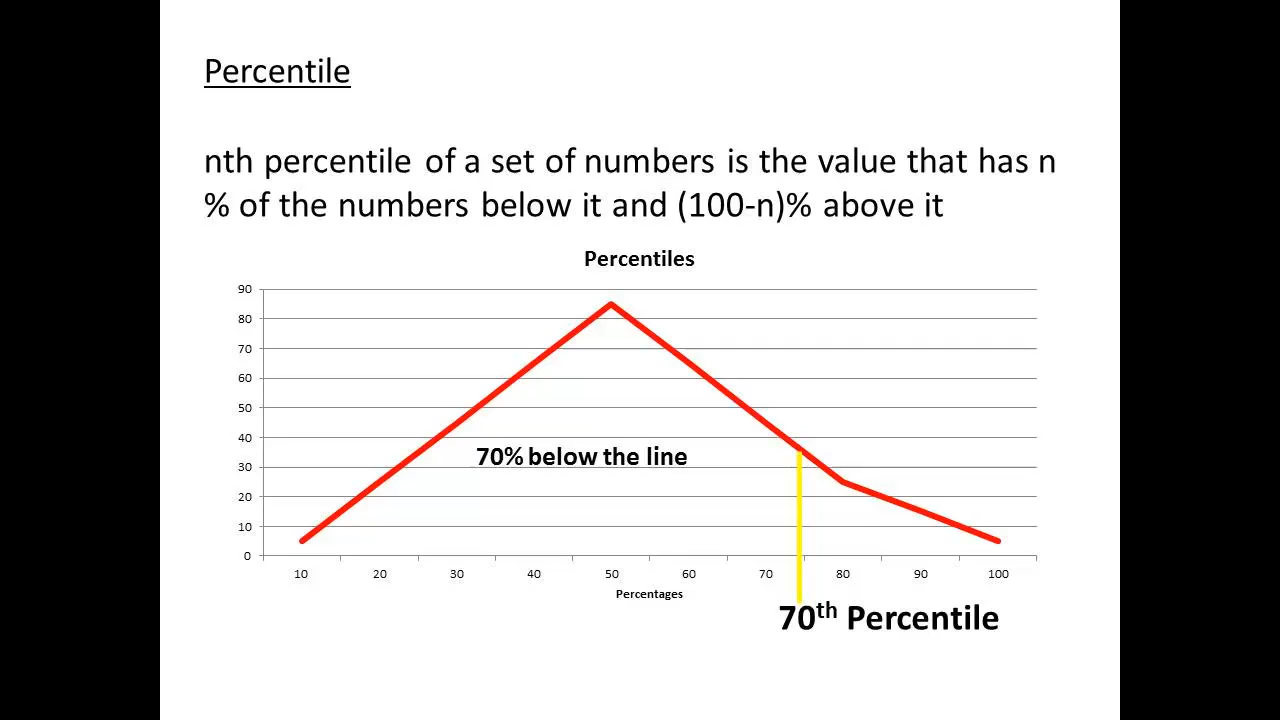 Percentile
nth percentile of a set of numbers is the value that has n
% of the numbers below it and (100-n)% above it
Percentiles
90
80
70
60
50
40
30
20
10
0
70% below the line
10 20 30 40 50 60 70 80 90 100
Percentages
70th Percentile